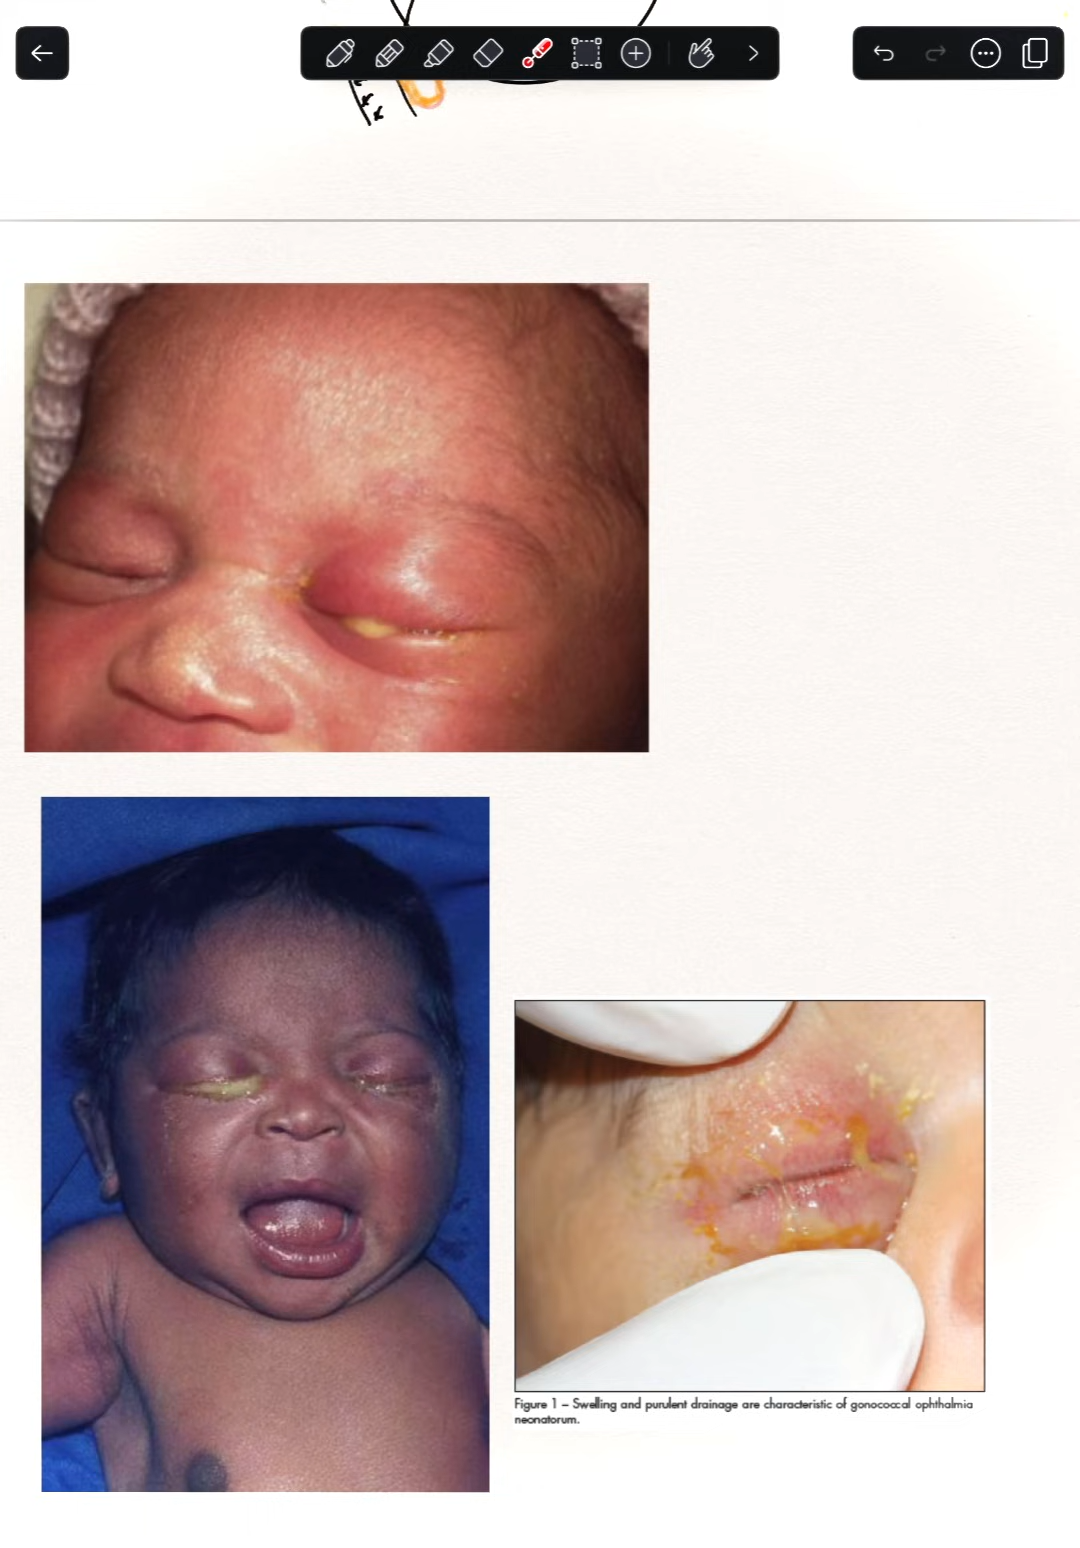 Figure 1 – Swelling and purulent drainage are characteristic of gonococcal ophthalmia
neonatorum.